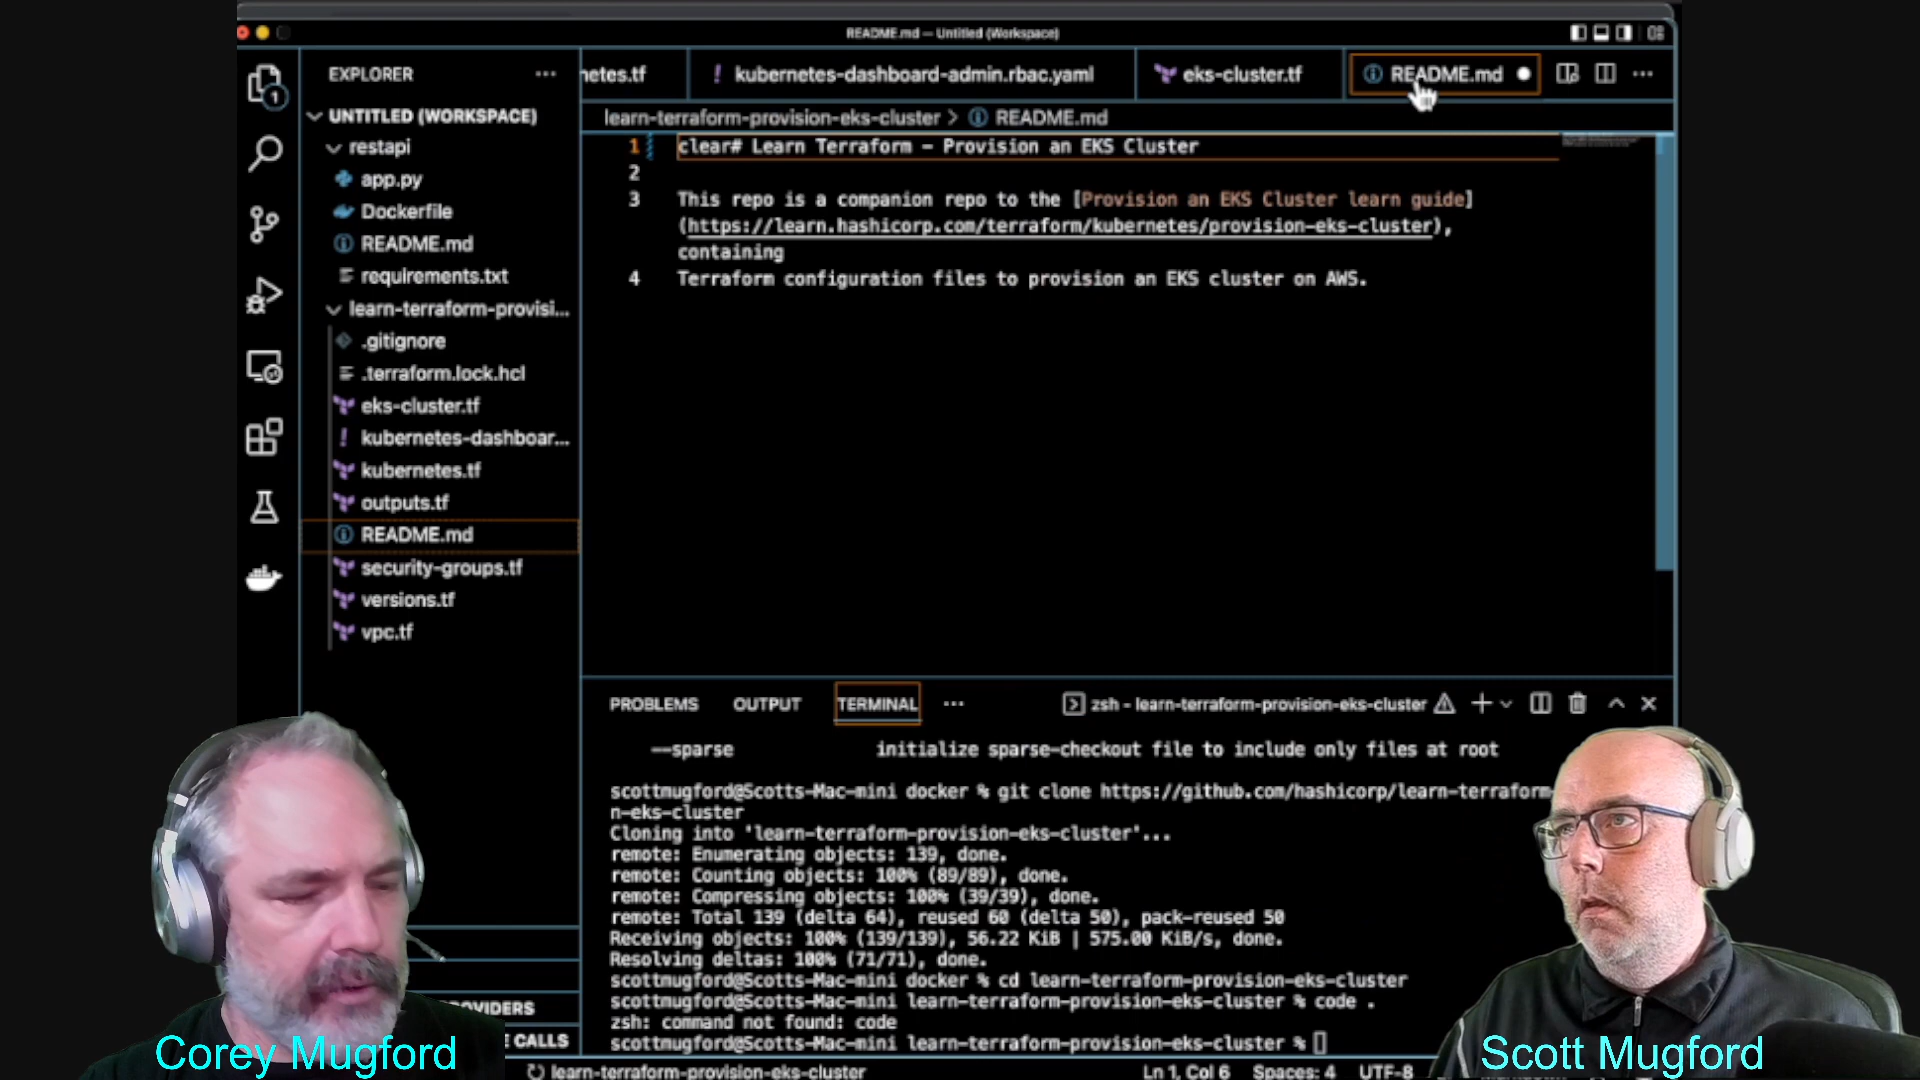 README.md — Untitled (Workspace)
EXPLORER
netes.tf
! kubernetes-dashboard-admin.rbac.yaml
eks-cluster.tf
README.md
learn-terraform-provision-eks-cluster > README.md
1
UNTITLED (WORKSPACE)
restapi
app.py
Dockerfile
README.md
requirements.txt
learn-terraform-provisi...
.gitignore
.terraform.lock.hcl
eks-cluster.tf
! kubernetes-dashboar...
kubernetes.tf
outputs.tf
README.md
security-groups.tf
versions.tf
vpc.tf
1 clear# Learn Terraform - Provision an EKS Cluster
2
3 This repo is a companion repo to the [Provision an EKS Cluster learn guide]
(https://learn.hashicorp.com/terraform/kubernetes/provision-eks-cluster),
containing
4 Terraform configuration files to provision an EKS cluster on AWS.
PROBLEMS OUTPUT TERMINAL ... zsh - learn-terraform-provision-eks-cluster
--sparse initialize sparse-checkout file to include only files at root
scottmugford@Scotts-Mac-mini docker % git clone https://github.com/hashicorp/learn-terraform-
n-eks-cluster
Cloning into 'learn-terraform-provision-eks-cluster'...
remote: Enumerating objects: 139, done.
remote: Counting objects: 100% (89/89), done.
remote: Compressing objects: 100% (39/39), done.
remote: Total 139 (delta 64), reused 60 (delta 50), pack-reused 50
Receiving objects: 100% (139/139), 56.22 KiB | 575.00 KiB/s, done.
Resolving deltas: 100% (71/71), done.
scottmugford@Scotts-Mac-mini docker % cd learn-terraform-provision-eks-cluster
scottmugford@Scotts-Mac-mini learn-terraform-provision-eks-cluster % code .
zsh: command not found: code
scottmugford@Scotts-Mac-mini learn-terraform-provision-eks-cluster %
CALLS
learn-terraform-provision-eks-cluster
Ln 1, Col 6 Spaces: 4 UTF-8
Corey Mugford
Scott Mugford